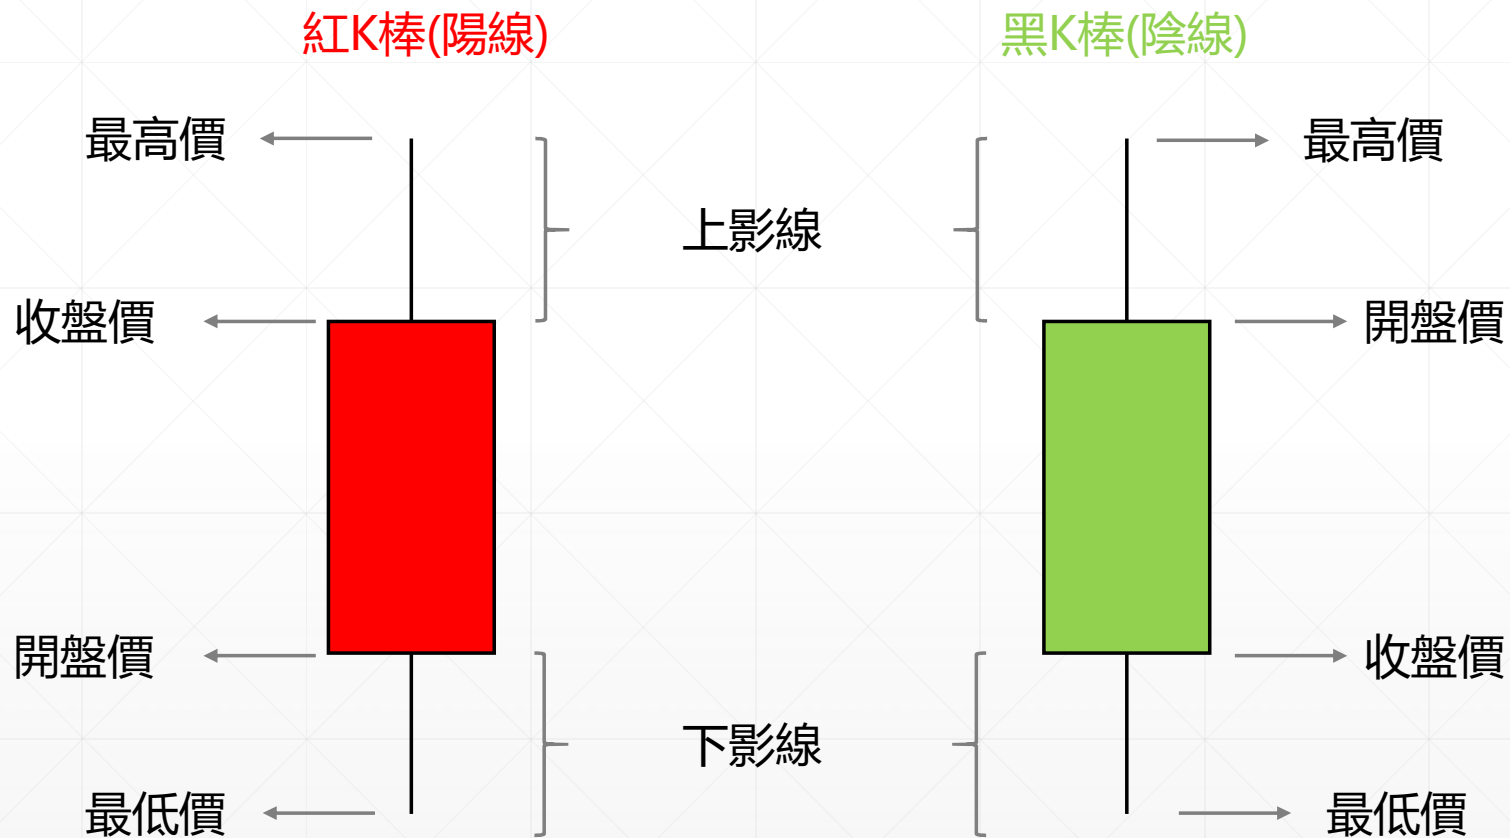 紅K棒(陽線)
黑K棒(陰線)
最高價
最高價
上影線
收盤價
開盤價
開盤價
收盤價
下影線
最低價
最低價